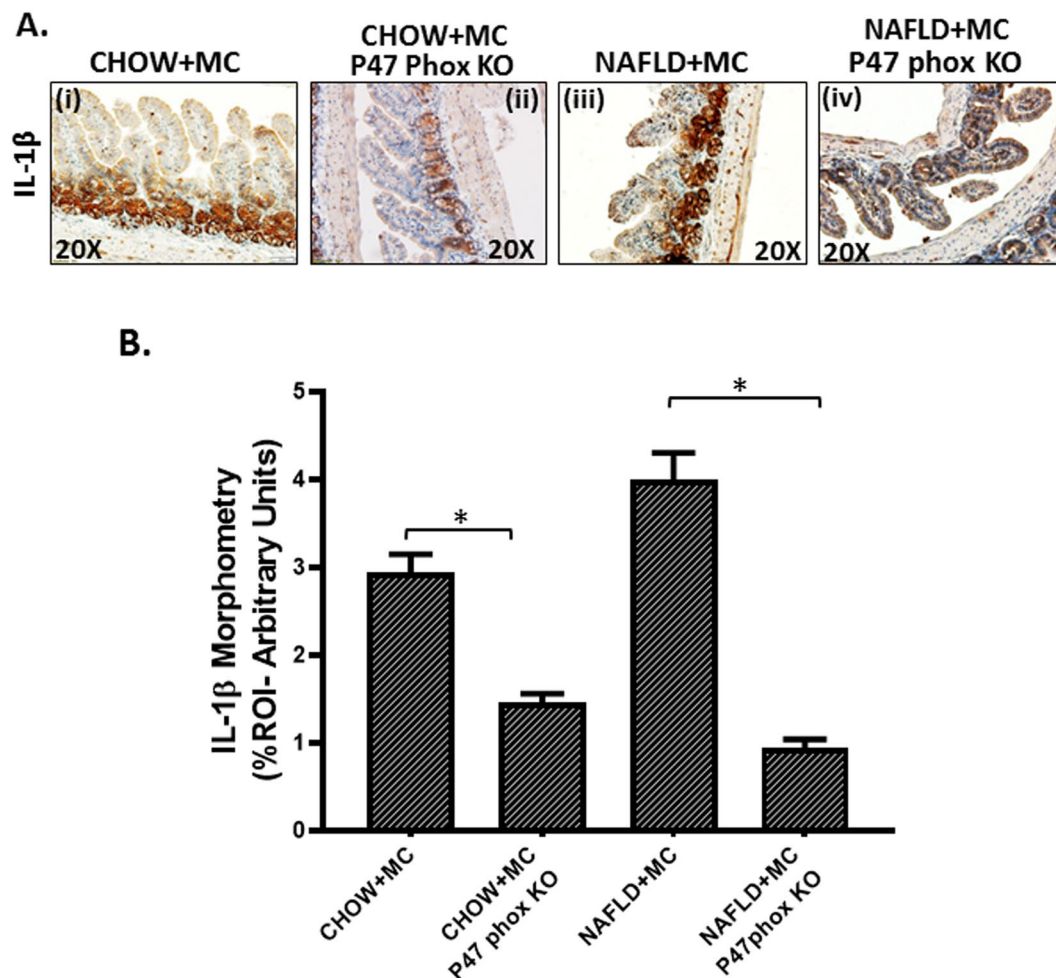 A.
CHOW+MC
CHOW+MC
P47 Phox KO
NAFLD+MC
NAFLD+MC
P47 phox KO
IL-1β
(i)
20X
(ii)
20X
(iii)
20X
(iv)
20X
B.
IL-1β Morphometry
(%ROI- Arbitrary Units)
5
4
3
2
1
0
*
*
CHOW+MC
CHOW+MC
P47 phox KO
NAFLD+MC
NAFLD+MC
P47phox KO